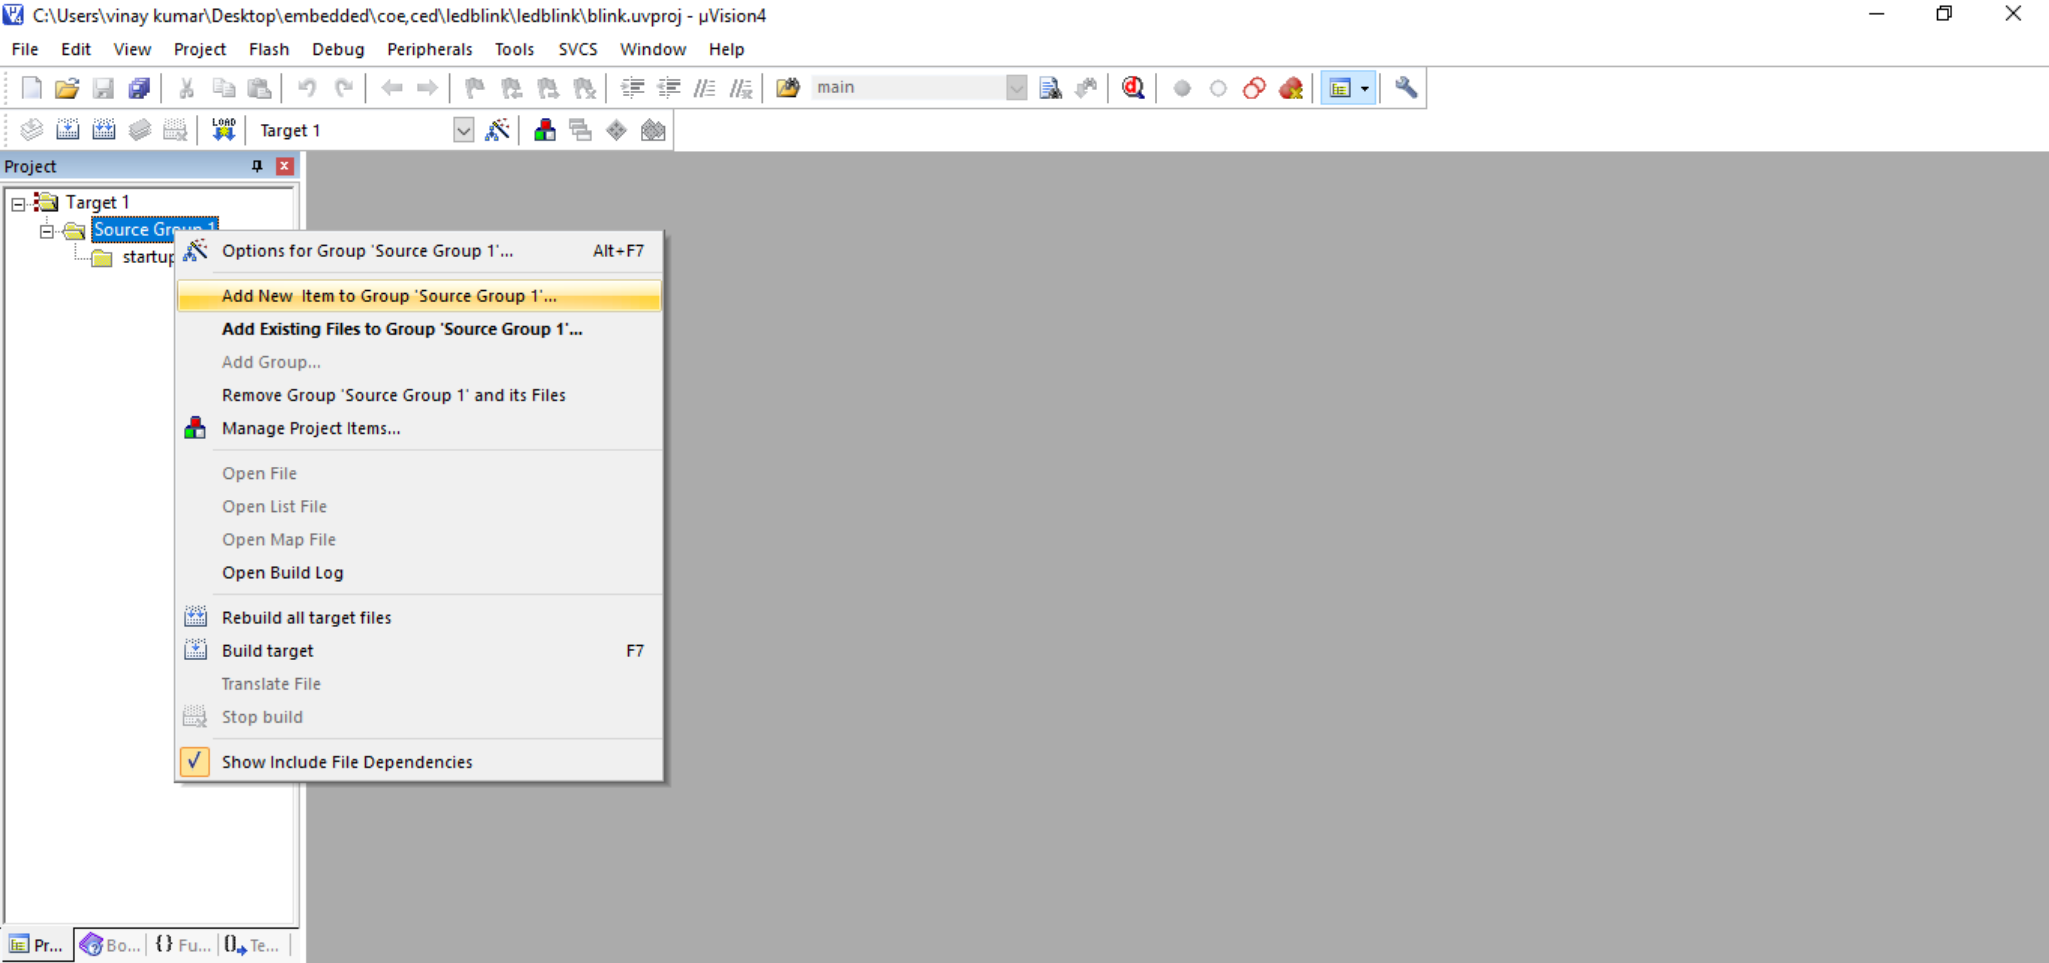 C:\Users\vinay kumar\Desktop\embedded\coe,ced\ledblink\ledblink\blink.uvproj - µVision4
File Edit View Project Flash Debug Peripherals Tools SVCS Window Help
main
LOAD Target 1
Project
Target 1
Source Group 1
startup
Options for Group 'Source Group 1'... Alt+F7
Add New Item to Group 'Source Group 1'...
Add Existing Files to Group 'Source Group 1'...
Add Group...
Remove Group 'Source Group 1' and its Files
Manage Project Items...
Open File
Open List File
Open Map File
Open Build Log
Rebuild all target files
Build target F7
Translate File
Stop build
Show Include File Dependencies
Pr... Bo... {} Fu... Te...